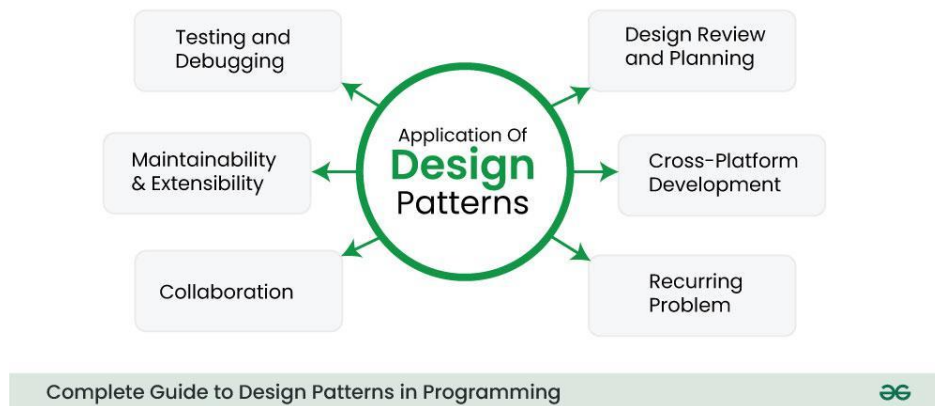 Testing and
Debugging
Design Review
and Planning
Application Of
Design
Patterns
Maintainability
& Extensibility
Cross-Platform
Development
Collaboration
Recurring
Problem
Complete Guide to Design Patterns in Programming